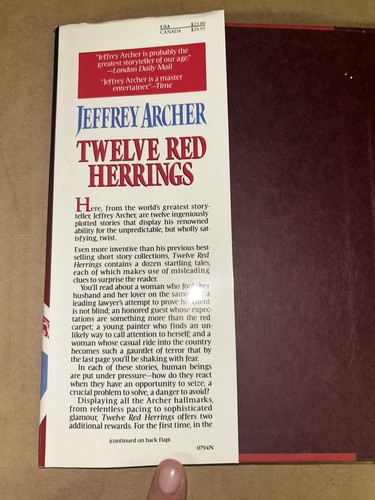 USA $23.00
CANADA $29.95
"Jeffrey Archer is probably the
greatest storyteller of our age."
—London Daily Mail
"Jeffrey Archer is a master
entertainer."—Time
JEFFREY ARCHER
TWELVE RED
HERRINGS
Here, from the world's greatest story-
teller, Jeffrey Archer, are twelve ingeniously
plotted stories that display his renowned
ability for the unpredictable, but wholly sat-
isfying, twist.
Even more inventive than his previous best-
selling short story collections, Twelve Red
Herrings contains a dozen startling tales,
each of which makes use of misleading
clues to surprise the reader.
You'll read about a woman who her
husband and her lover on the same a
leading lawyer's attempt to prove client
is not blind; an honored guest whose expec-
tations are something more than the red
carpet; a young painter who finds an un-
likely way to call attention to herself; and a
woman whose casual ride into the country
becomes such a gauntlet of terror that by
the last page you'll be shaking with fear.
In each of these stories, human beings
are put under pressure—how do they react
when they have an opportunity to seize, a
crucial problem to solve, a danger to avoid?
Displaying all the Archer hallmarks,
from relentless pacing to sophisticated
glamour, Twelve Red Herrings offers two
additional rewards. For the first time, in the
(continued on back flap)
0794N